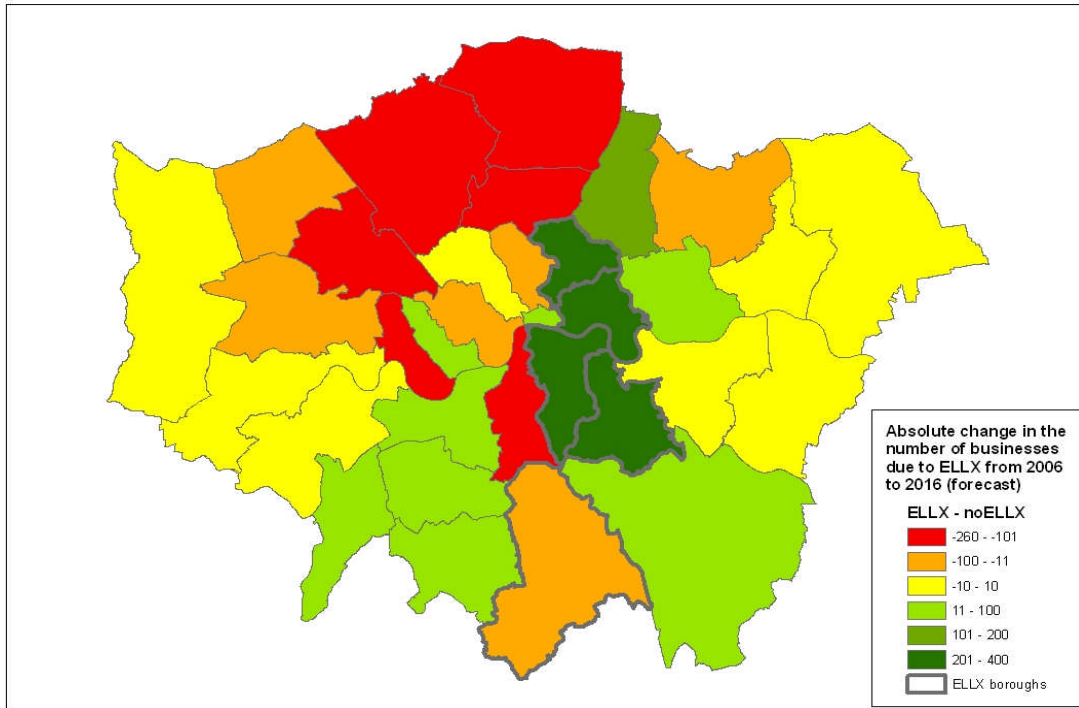 Absolute change in the
number of businesses
due to ELLX from 2006
to 2016 (forecast)
ELLX - noELLX
-260 - -101
-100 - -11
-10 - 10
11 - 100
101 - 200
201 - 400
ELLX boroughs